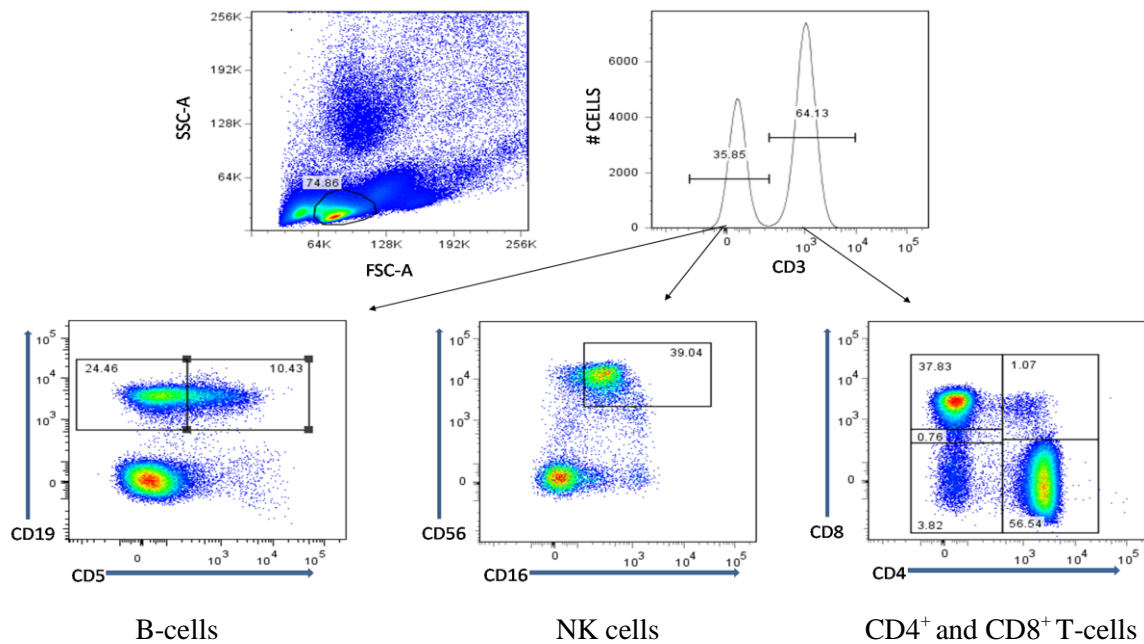 256K
192K
128K
64K
SSC-A
74.86
64K 128K 192K 256K
FSC-A
6000
4000
2000
0
# CELLS
35.85
64.13
0 10³ 10⁴ 10⁵
CD3
10⁵
10⁴
10³
0
CD19
24.46 10.43
0 10³ 10⁴ 10⁵
CD5
B-cells
10⁵
10⁴
10³
0
CD56
39.04
0 10³ 10⁴ 10⁵
CD16
NK cells
10⁵
10⁴
10³
0
CD8
37.83 1.07
0.76
3.82 56.54
0 10³ 10⁴ 10⁵
CD4
CD4⁺ and CD8⁺ T-cells